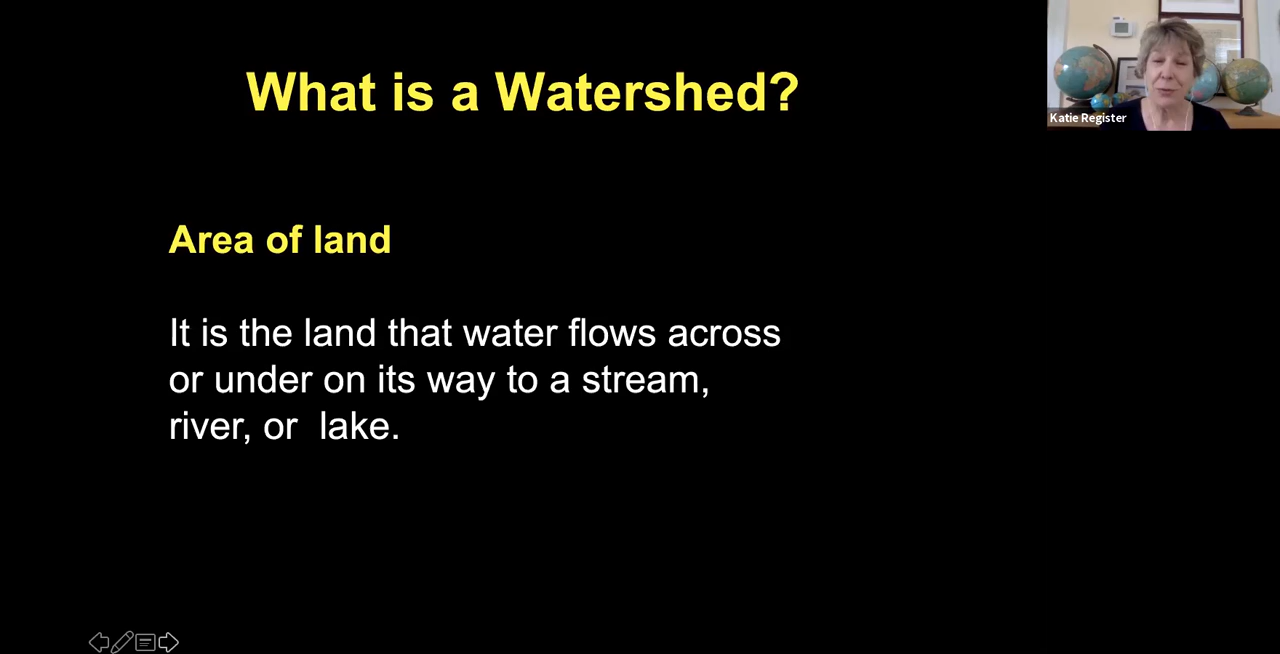 What is a Watershed?
Katie Register
Area of land
It is the land that water flows across
or under on its way to a stream,
river, or  lake.